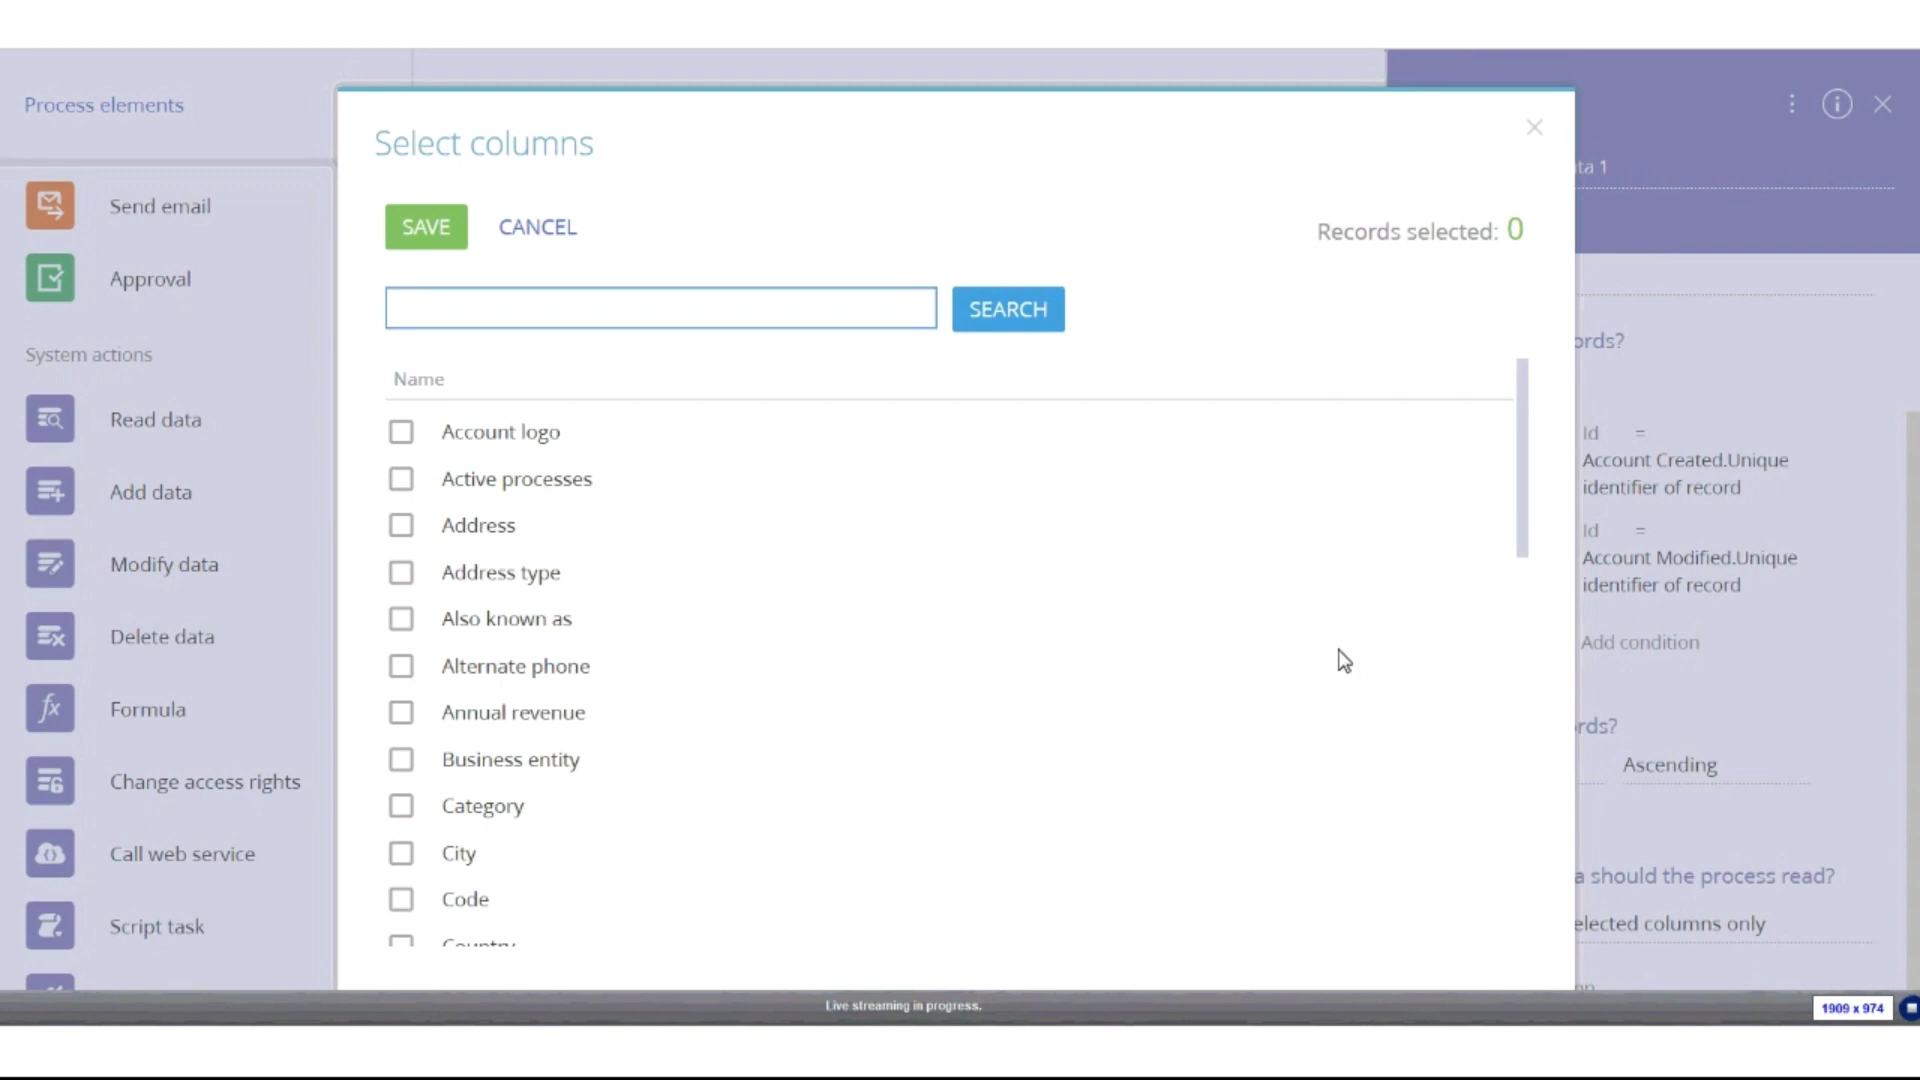 Process elements
Send email
Approval
System actions
Read data
Add data
Modify data
Delete data
Formula
Change access rights
Call web service
Script task
Select columns
SAVE
CANCEL
Records selected: 0
SEARCH
Name
Account logo
Active processes
Address
Address type
Also known as
Alternate phone
Annual revenue
Business entity
Category
City
Code
Country
ta 1
ords?
Id =
Account Created.Unique
identifier of record
Id =
Account Modified.Unique
identifier of record
Add condition
rds?
Ascending
a should the process read?
elected columns only
Live streaming in progress.
1909 x 974